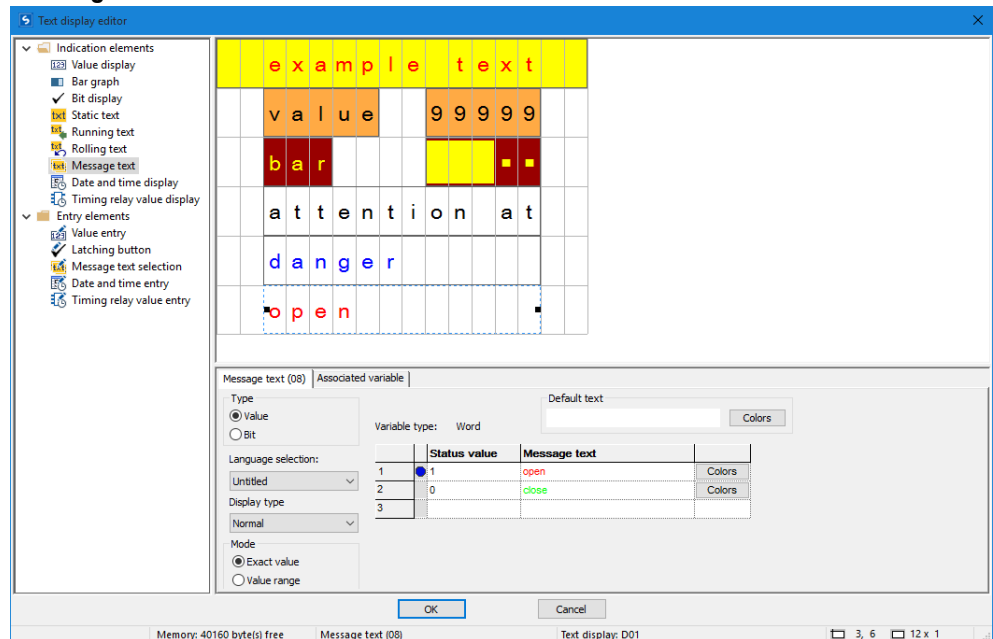 Text display editor
Indication elements
Value display
Bar graph
Bit display
Static text
Running text
Rolling text
Message text
Date and time display
Timing relay value display
Entry elements
Value entry
Latching button
Message text selection
Date and time entry
Timing relay value entry
example text
value 99999
bar
attention at
danger
open
Message text (08) Associated variable
Type
Value
Bit
Language selection:
Untitled
Display type
Normal
Mode
Exact value
Value range
Variable type: Word
Default text
Colors
Status value Message text
1 1 open Colors
2 0 close Colors
3
OK Cancel
Memory: 40160 byte(s) free Message text (08) Text display: D01 3, 6 12 x 1